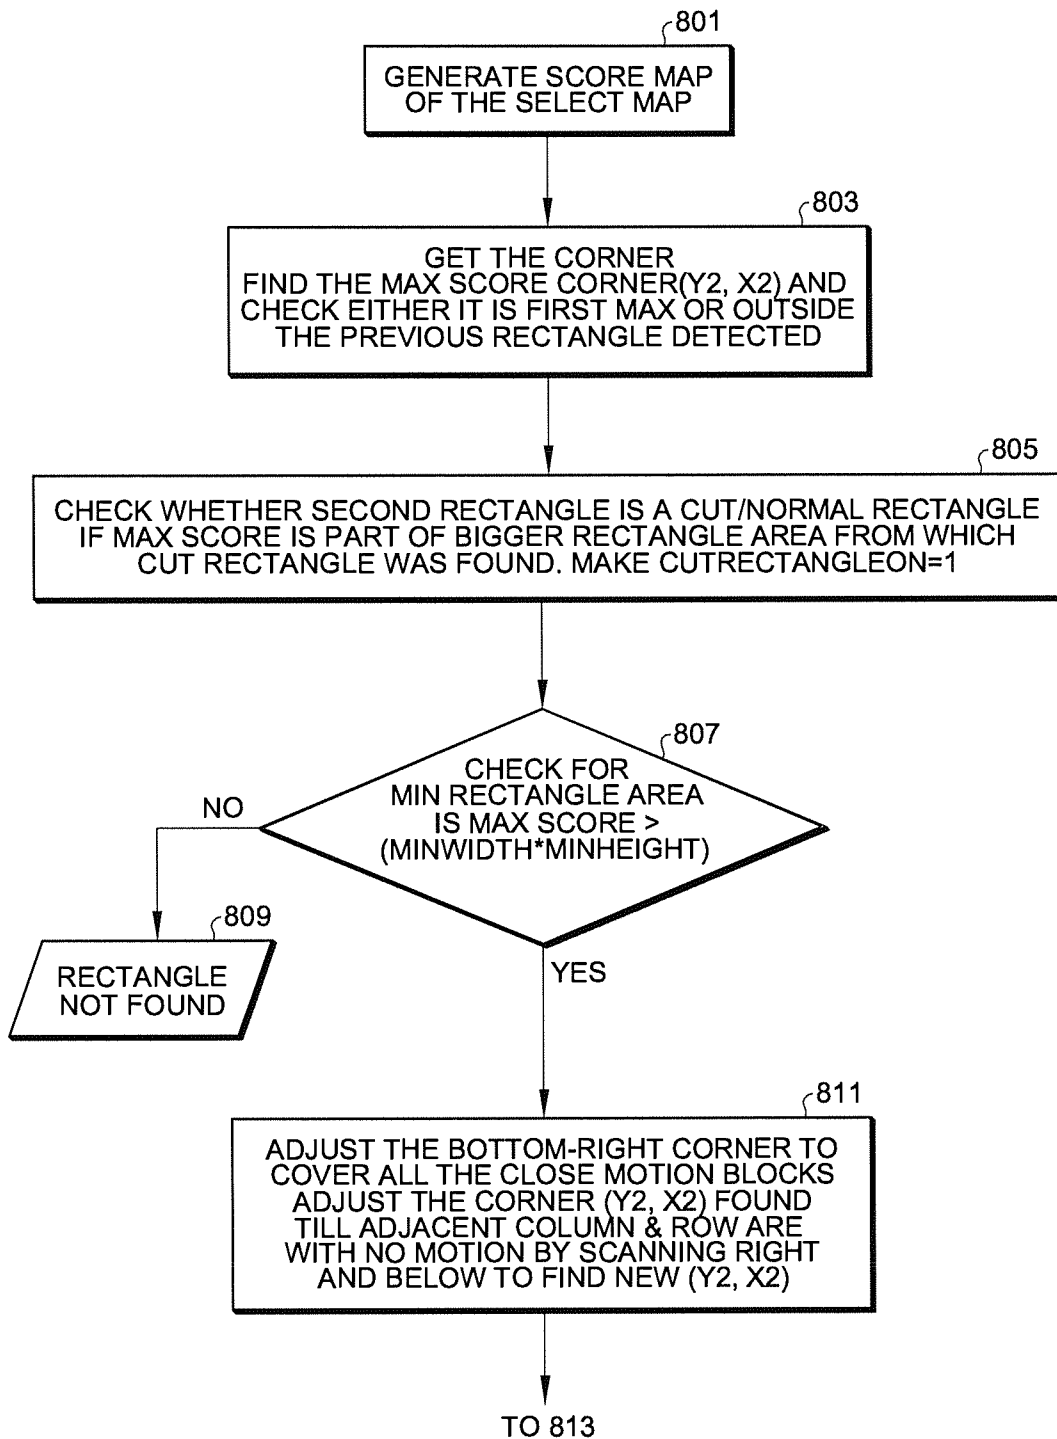 801
GENERATE SCORE MAP
OF THE SELECT MAP
803
GET THE CORNER
FIND THE MAX SCORE CORNER(Y2, X2) AND
CHECK EITHER IT IS FIRST MAX OR OUTSIDE
THE PREVIOUS RECTANGLE DETECTED
805
CHECK WHETHER SECOND RECTANGLE IS A CUT/NORMAL RECTANGLE
IF MAX SCORE IS PART OF BIGGER RECTANGLE AREA FROM WHICH
CUT RECTANGLE WAS FOUND. MAKE CUTRECTANGLEON=1
807
CHECK FOR
MIN RECTANGLE AREA
IS MAX SCORE >
(MINWIDTH*MINHEIGHT)
NO
809
RECTANGLE
NOT FOUND
YES
811
ADJUST THE BOTTOM-RIGHT CORNER TO
COVER ALL THE CLOSE MOTION BLOCKS
ADJUST THE CORNER (Y2, X2) FOUND
TILL ADJACENT COLUMN & ROW ARE
WITH NO MOTION BY SCANNING RIGHT
AND BELOW TO FIND NEW (Y2, X2)
TO 813